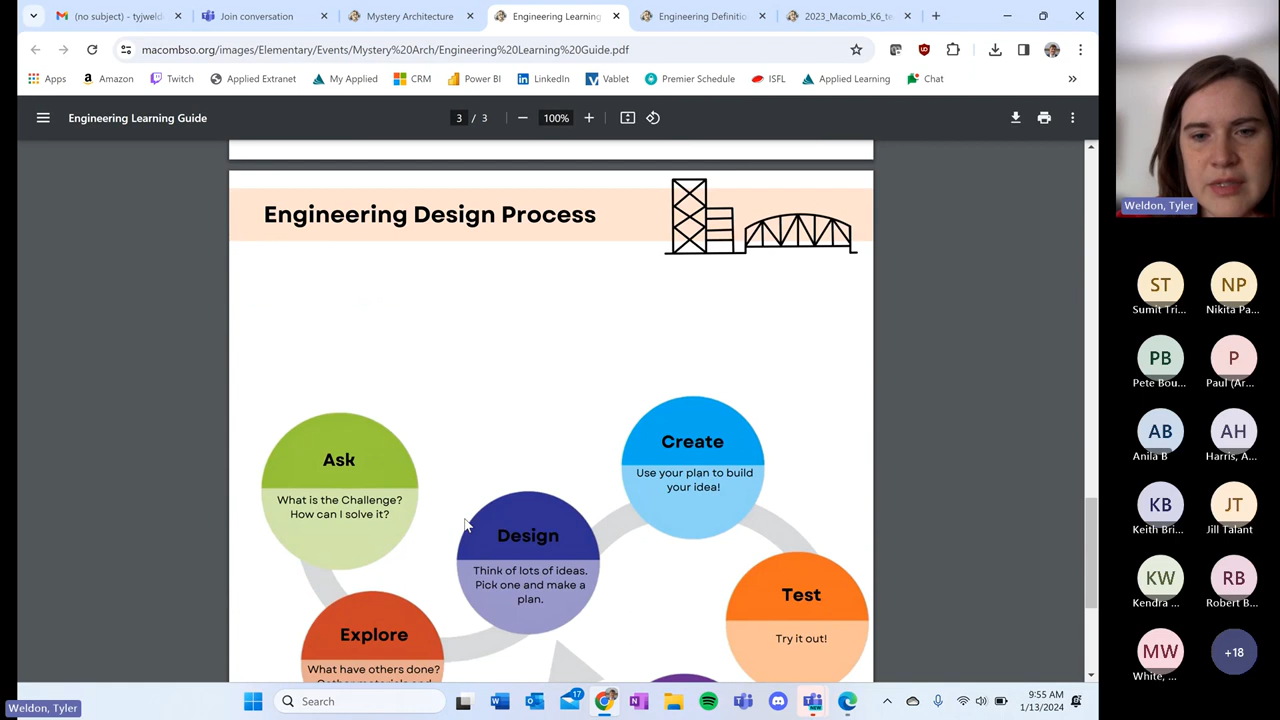 (no subject) - tyjweld
Join conversation
Mystery Architecture
Engineering Learning
Engineering Definitio
2023_Macomb_K6_te
macombso.org/images/Elementary/Events/Mystery%20Arch/Engineering%20Learning%20Guide.pdf
Apps
Amazon
Twitch
Applied Extranet
My Applied
CRM
Power BI
LinkedIn
Vablet
Premier Schedule
ISFL
Applied Learning
Chat
»
Engineering Learning Guide
3 / 3
100%
Engineering Design Process
Ask
What is the Challenge?
How can I solve it?
Create
Use your plan to build
your idea!
Design
Think of lots of ideas.
Pick one and make a
plan.
Test
Try it out!
Explore
What have others done?
Weldon, Tyler
ST
Sumit Tri...
NP
Nikita Pa...
PB
Pete Bou...
P
Paul (Ar...
AB
Anila B
AH
Harris, A...
KB
Keith Bri...
JT
Jill Talant
KW
Kendra ...
RB
Robert B...
MW
White, ...
+18
Weldon, Tyler
Search
17
9:55 AM
1/13/2024